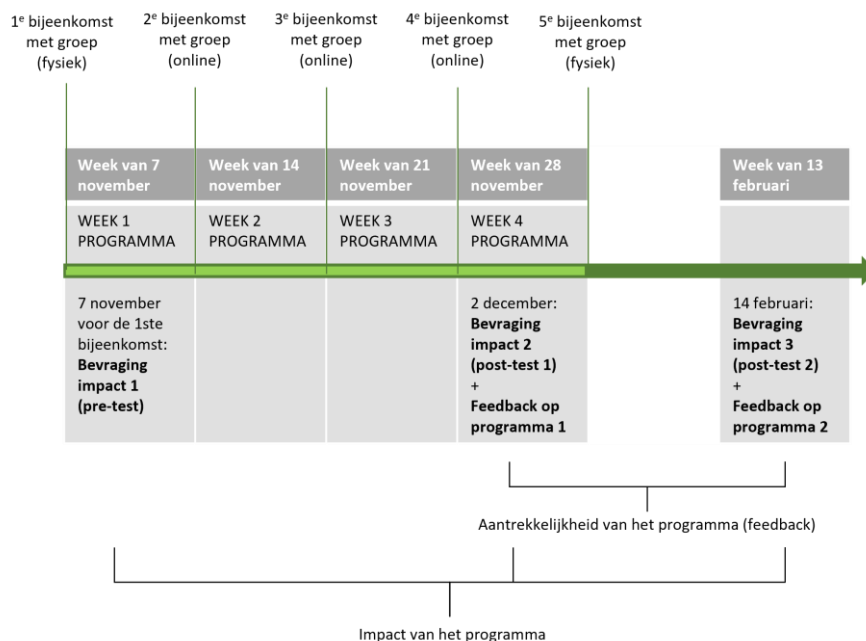 1e bijeenkomst
met groep
(fysiek)
2e bijeenkomst
met groep
(online)
3e bijeenkomst
met groep
(online)
4e bijeenkomst
met groep
(online)
5e bijeenkomst
met groep
(fysiek)
Week van 7
november
Week van 14
november
Week van 21
november
Week van 28
november
Week van 13
februari
WEEK 1
PROGRAMMA
WEEK 2
PROGRAMMA
WEEK 3
PROGRAMMA
WEEK 4
PROGRAMMA
7 november
voor de 1ste
bijeenkomst:
Bevraging
impact 1
(pre-test)
2 december:
Bevraging
impact 2
(post-test 1)
+
Feedback op
programma 1
14 februari:
Bevraging
impact 3
(post-test 2)
+
Feedback op
programma 2
Aantrekkelijkheid van het programma (feedback)
Impact van het programma